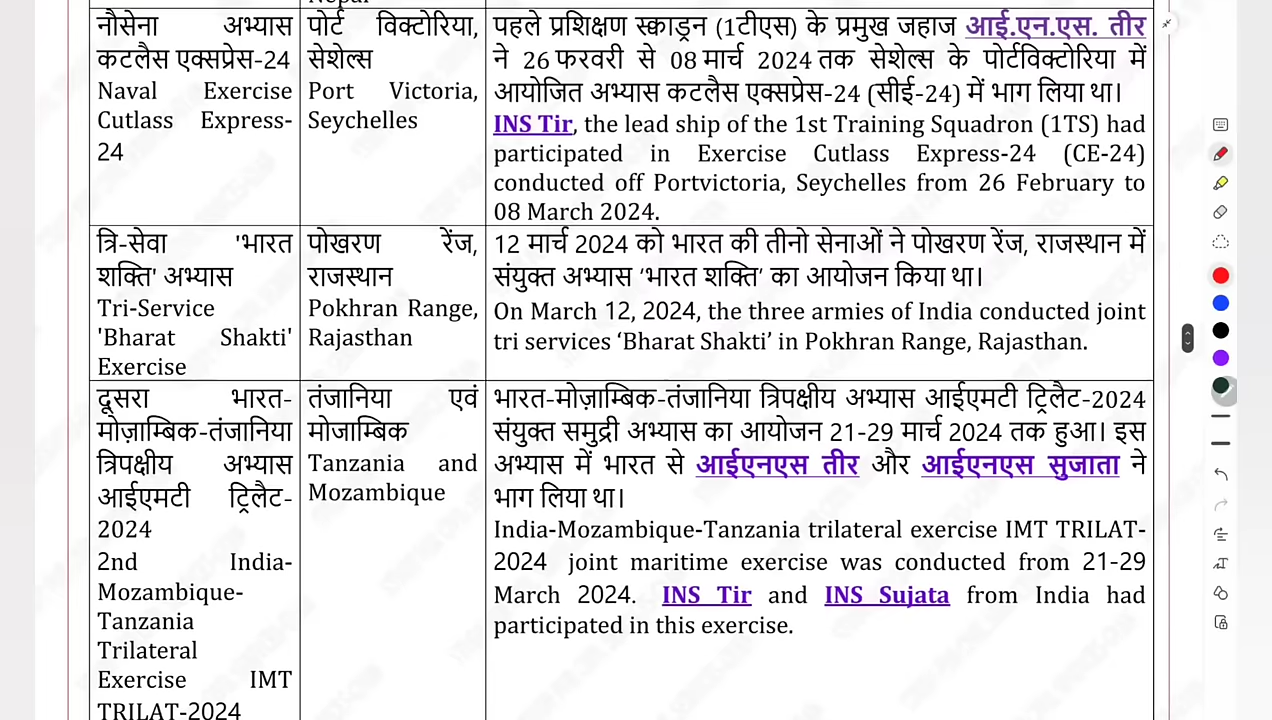 नौसेना अभ्यास
कटलैस एक्सप्रेस-24
Naval Exercise
Cutlass Express-
24
पोर्ट विक्टोरिया,
सेशेल्स
Port Victoria,
Seychelles
पहले प्रशिक्षण स्क्वाड्रन (1टीएस) के प्रमुख जहाज आई.एन.एस. तीर
ने 26 फरवरी से 08 मार्च 2024 तक सेशेल्स के पोर्टविक्टोरिया में
आयोजित अभ्यास कटलैस एक्सप्रेस-24 (सीई-24) में भाग लिया था।
INS Tir, the lead ship of the 1st Training Squadron (1TS) had
participated in Exercise Cutlass Express-24 (CE-24)
conducted off Portvictoria, Seychelles from 26 February to
08 March 2024.
त्रि-सेवा 'भारत
शक्ति' अभ्यास
Tri-Service
'Bharat Shakti'
Exercise
पोखरण रेंज,
राजस्थान
Pokhran Range,
Rajasthan
12 मार्च 2024 को भारत की तीनो सेनाओं ने पोखरण रेंज, राजस्थान में
संयुक्त अभ्यास ‘भारत शक्ति’ का आयोजन किया था।
On March 12, 2024, the three armies of India conducted joint
tri services ‘Bharat Shakti’ in Pokhran Range, Rajasthan.
दूसरा भारत-
मोज़ाम्बिक-तंजानिया
त्रिपक्षीय अभ्यास
आईएमटी ट्रिलैट-
2024
2nd India-
Mozambique-
Tanzania
Trilateral
Exercise IMT
TRILAT-2024
तंजानिया एवं
मोजाम्बिक
Tanzania and
Mozambique
भारत-मोज़ाम्बिक-तंजानिया त्रिपक्षीय अभ्यास आईएमटी ट्रिलैट-2024
संयुक्त समुद्री अभ्यास का आयोजन 21-29 मार्च 2024 तक हुआ। इस
अभ्यास में भारत से आईएनएस तीर और आईएनएस सुजाता ने
भाग लिया था।
India-Mozambique-Tanzania trilateral exercise IMT TRILAT-
2024 joint maritime exercise was conducted from 21-29
March 2024. INS Tir and INS Sujata from India had
participated in this exercise.